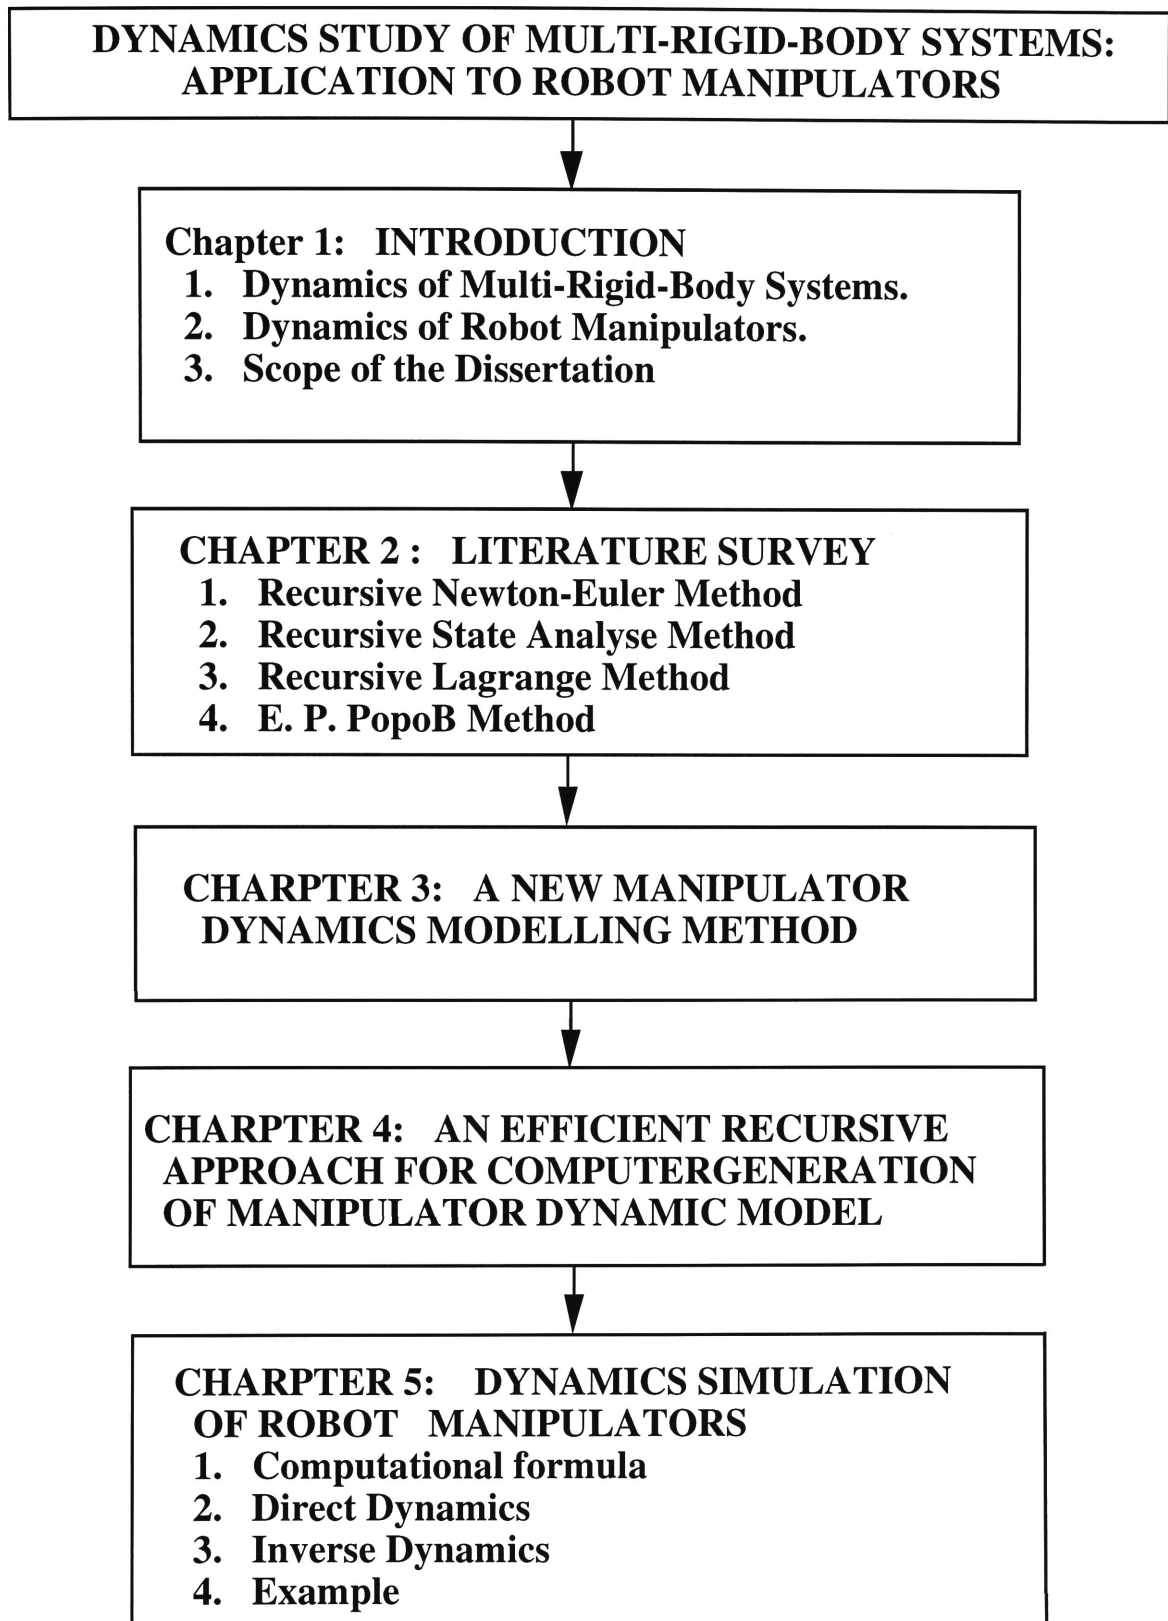 DYNAMICS STUDY OF MULTI-RIGID-BODY SYSTEMS:
APPLICATION TO ROBOT MANIPULATORS
Chapter 1: INTRODUCTION
1. Dynamics of Multi-Rigid-Body Systems.
2. Dynamics of Robot Manipulators.
3. Scope of the Dissertation
CHAPTER 2 : LITERATURE SURVEY
1. Recursive Newton-Euler Method
2. Recursive State Analyse Method
3. Recursive Lagrange Method
4. E. P. PopoB Method
CHARPTER 3: A NEW MANIPULATOR
DYNAMICS MODELLING METHOD
CHARPTER 4: AN EFFICIENT RECURSIVE
APPROACH FOR COMPUTERGENERATION
OF MANIPULATOR DYNAMIC MODEL
CHARPTER 5: DYNAMICS SIMULATION
OF ROBOT MANIPULATORS
1. Computational formula
2. Direct Dynamics
3. Inverse Dynamics
4. Example